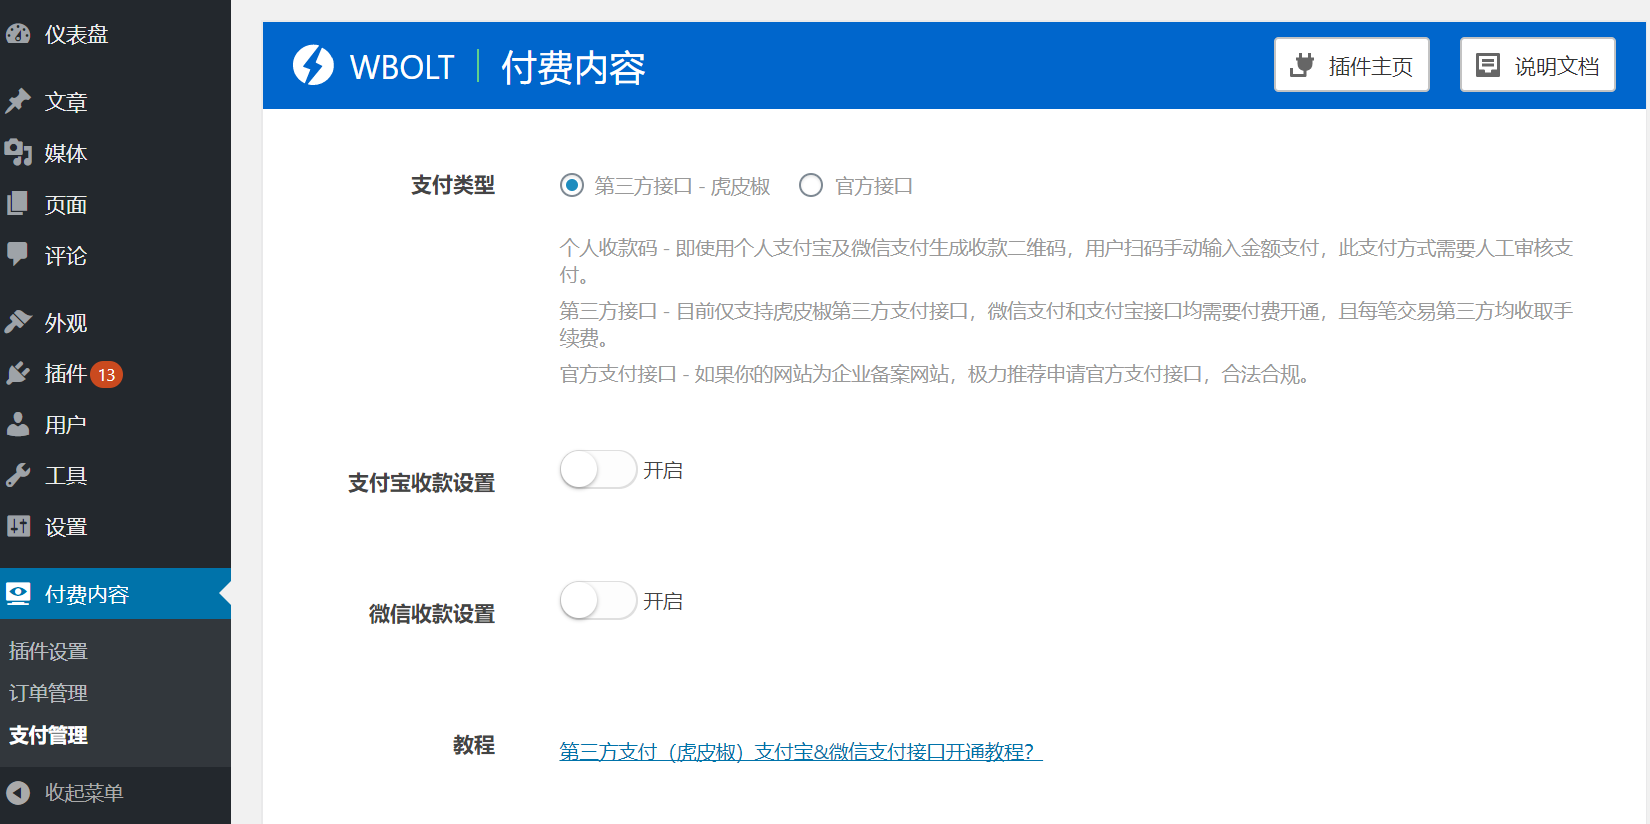 仪表盘
文章
媒体
页面
评论
外观
插件 13
用户
工具
设置
付费内容
插件设置
订单管理
支付管理
收起菜单
WBOLT 付费内容
插件主页
说明文档
支付类型
第三方接口 - 虎皮椒 官方接口
个人收款码 - 即使用个人支付宝及微信支付生成收款二维码，用户扫码手动输入金额支付，此支付方式需要人工审核支
付。
第三方接口 - 目前仅支持虎皮椒第三方支付接口，微信支付和支付宝接口均需要付费开通，且每笔交易第三方均收取手
续费。
官方支付接口 - 如果你的网站为企业备案网站，极力推荐申请官方支付接口，合法合规。
支付宝收款设置
开启
微信收款设置
开启
教程
第三方支付（虎皮椒）支付宝&微信支付接口开通教程？